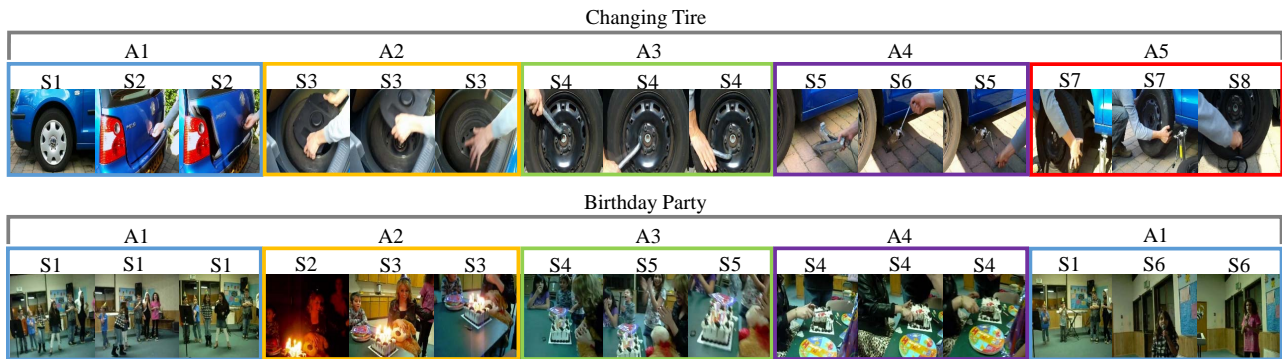 Changing Tire
A1 A2 A3 A4 A5
S1 S2 S2 S3 S3 S3 S4 S4 S4 S5 S6 S5 S7 S7 S8
Birthday Party
A1 A2 A3 A4 A1
S1 S1 S1 S2 S3 S3 S4 S5 S5 S4 S4 S4 S1 S6 S6